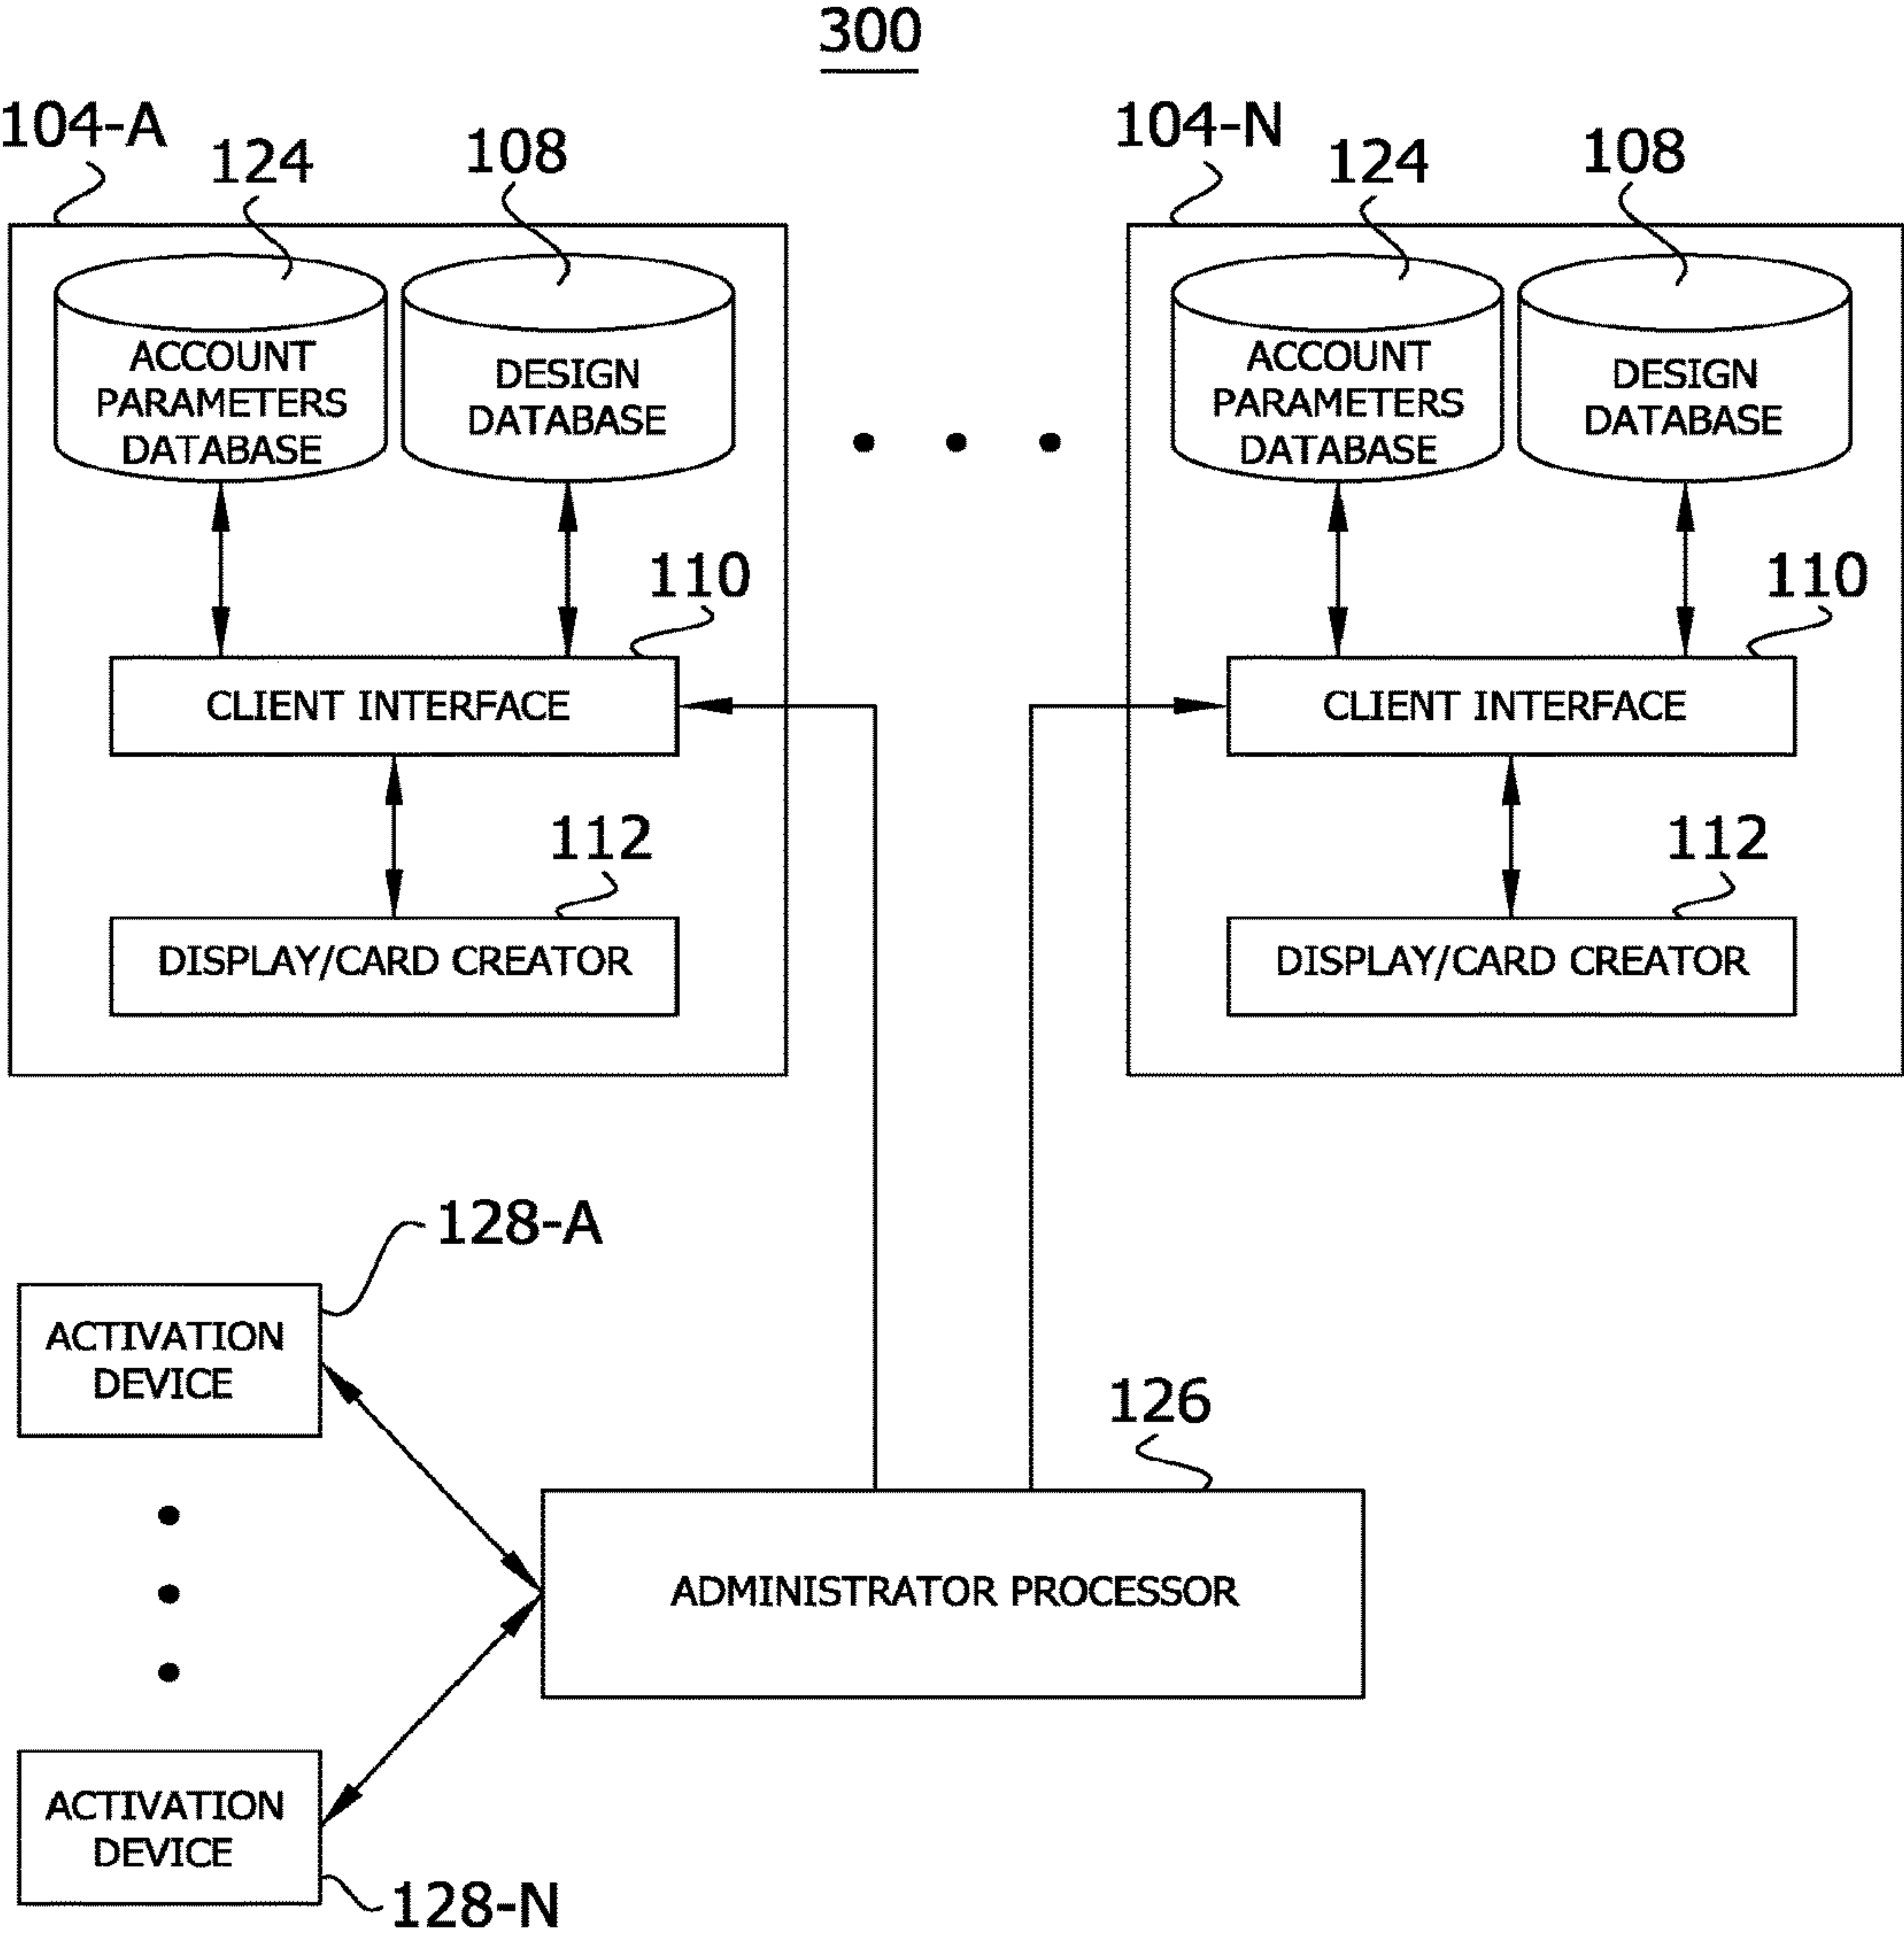 300
104-A
124
108
104-N
124
108
ACCOUNT
PARAMETERS
DATABASE
DESIGN
DATABASE
ACCOUNT
PARAMETERS
DATABASE
DESIGN
DATABASE
110
110
CLIENT INTERFACE
CLIENT INTERFACE
112
112
DISPLAY/CARD CREATOR
DISPLAY/CARD CREATOR
128-A
ACTIVATION
DEVICE
126
ADMINISTRATOR PROCESSOR
ACTIVATION
DEVICE
128-N